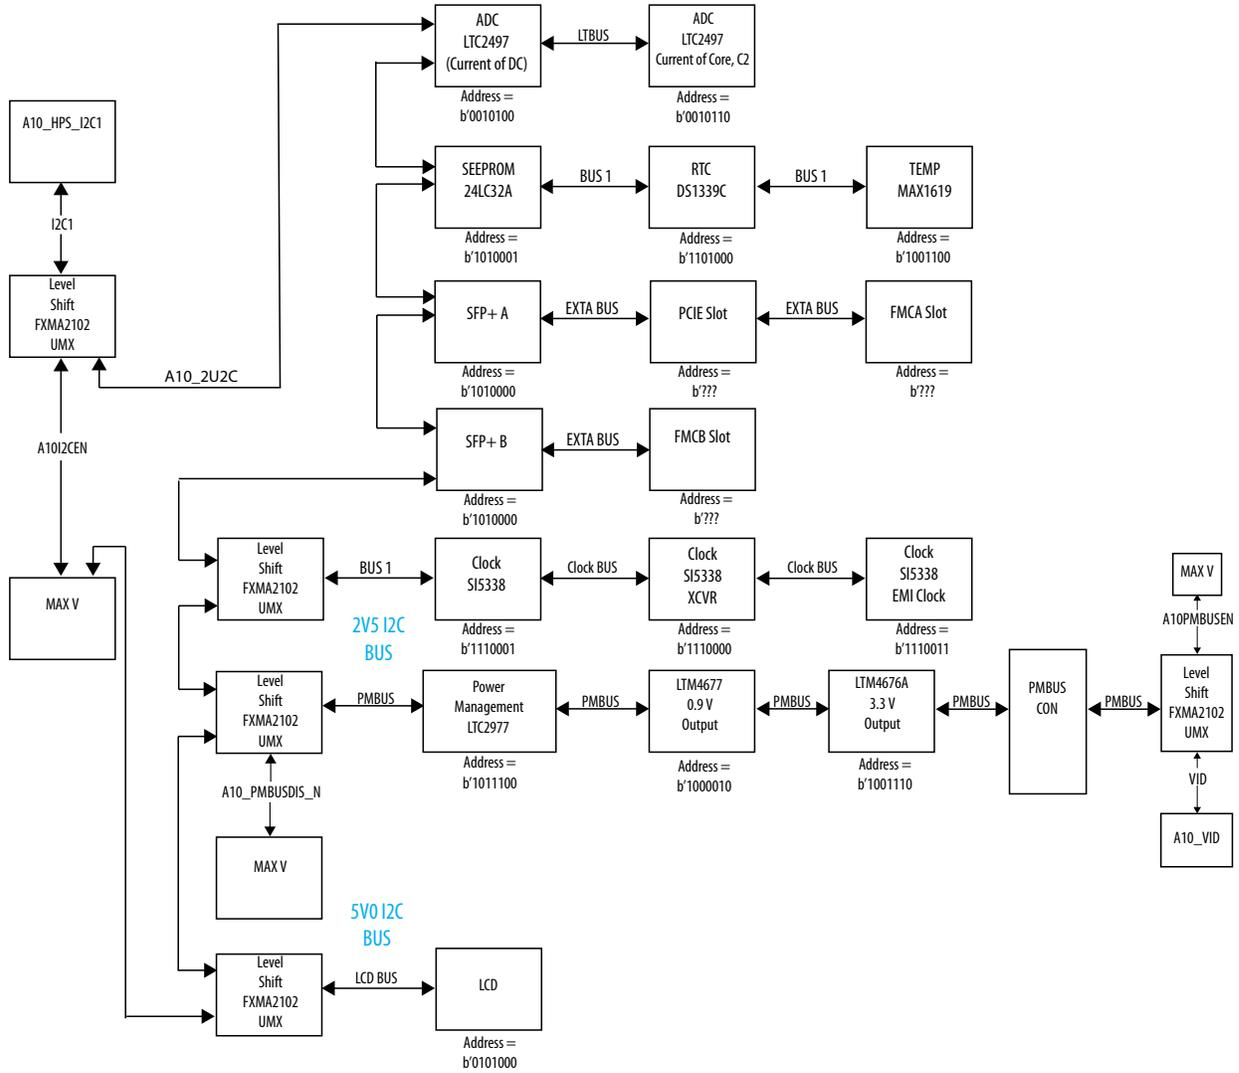 ADC
LTC2497
(Current of DC)
LTBUS
ADC
LTC2497
Current of Core, C2
Address =
b'0010100
Address =
b'0010110
A10_HPS_I2C1
SEEPROM
24LC32A
BUS 1
RTC
DS1339C
BUS 1
TEMP
MAX1619
I2C1
Address =
b'1010001
Address =
b'1101000
Address =
b'1001100
Level
Shift
FXMA2102
UMX
SFP+ A
EXTA BUS
PCIE Slot
EXTA BUS
FMCA Slot
A10_2U2C
Address =
b'1010000
Address =
b'???
Address =
b'???
A10I2CEN
SFP+ B
EXTA BUS
FMCB Slot
Address =
b'1010000
Address =
b'???
MAX V
Level
Shift
FXMA2102
UMX
BUS 1
Clock
SI5338
Clock BUS
Clock
SI5338
XCVR
Clock BUS
Clock
SI5338
EMI Clock
MAX V
2V5 I2C
BUS
Address =
b'1110001
Address =
b'1110000
Address =
b'1110011
A10PMBUSEN
Level
Shift
FXMA2102
UMX
PMBUS
Power
Management
LTC2977
PMBUS
LTM4677
0.9 V
Output
PMBUS
LTM4676A
3.3 V
Output
PMBUS
PMBUS
CON
PMBUS
Level
Shift
FXMA2102
UMX
Address =
b'1011100
Address =
b'1000010
Address =
b'1001110
VID
A10_PMBUSDIS_N
A10_VID
MAX V
5V0 I2C
BUS
Level
Shift
FXMA2102
UMX
LCD BUS
LCD
Address =
b'0101000